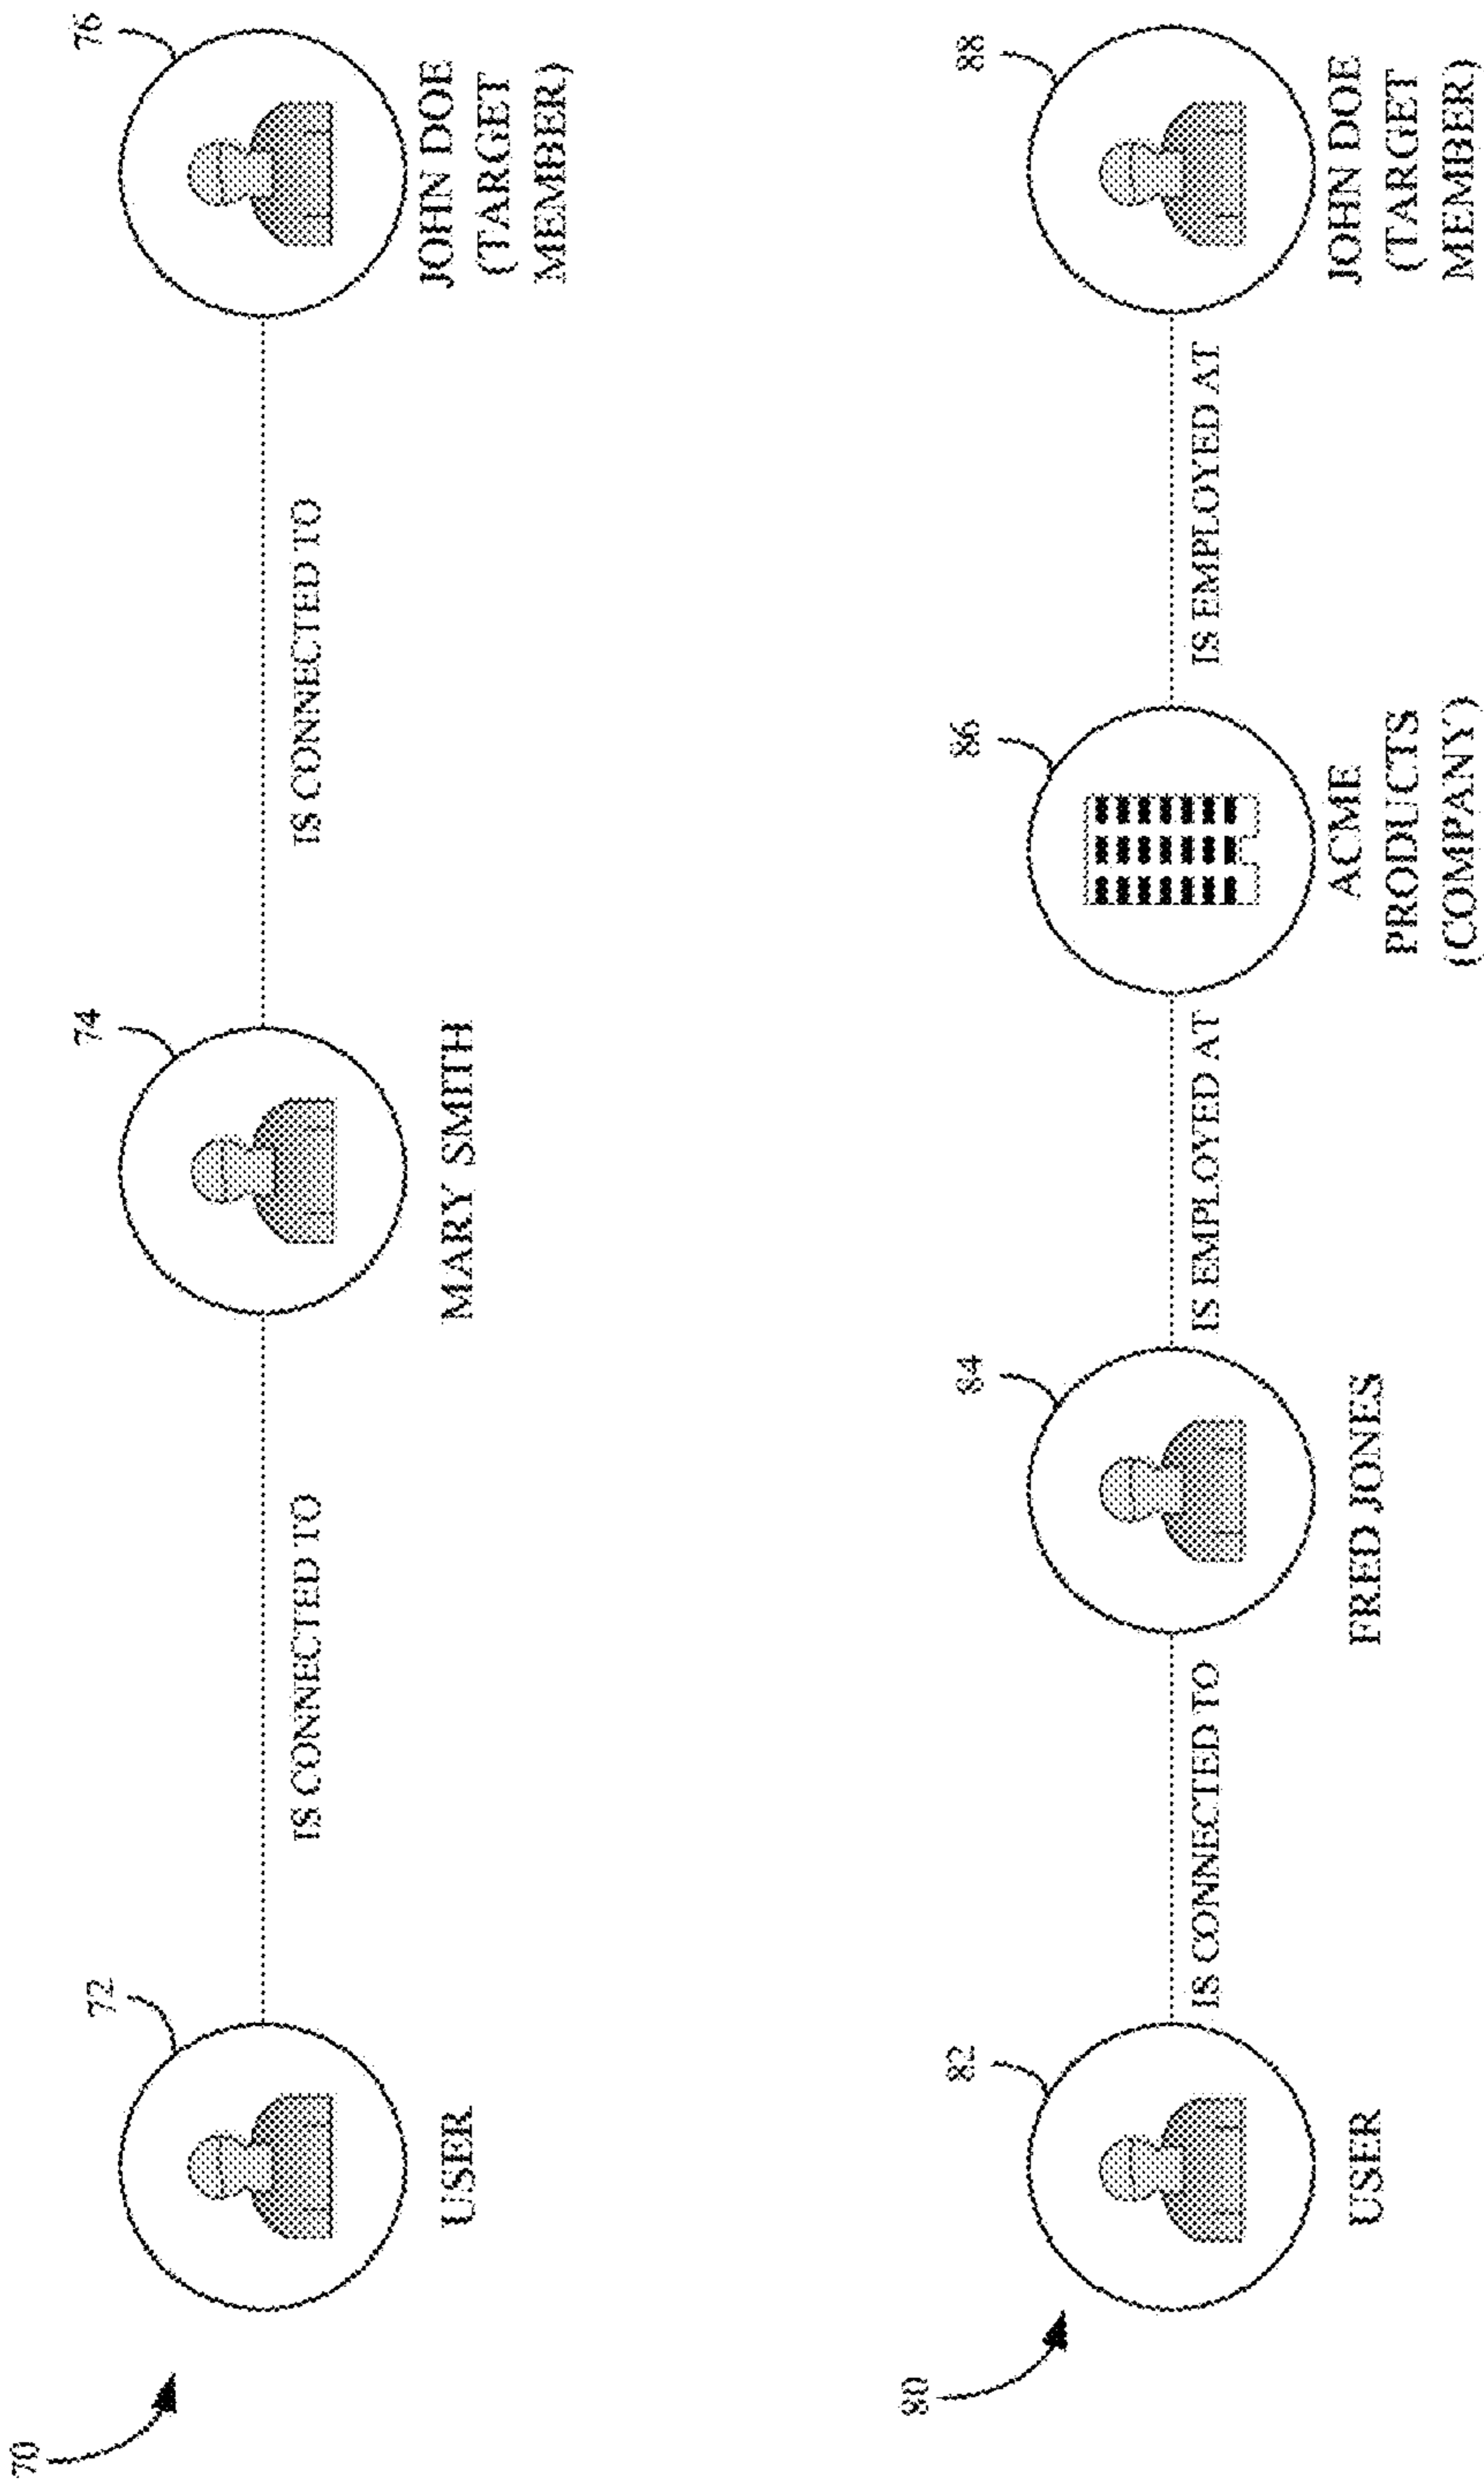 70
72
74
76
IS CONNECTED TO
IS CONNECTED TO
USER
MARY SMITH
JOHN DOE
(TARGET
MEMBER)
80
82
84
86
88
IS CONNECTED TO
IS EMPLOYED AT
IS EMPLOYED AT
USER
FRED JONES
ACME
PRODUCTS
(COMPANY)
JOHN DOE
(TARGET
MEMBER)